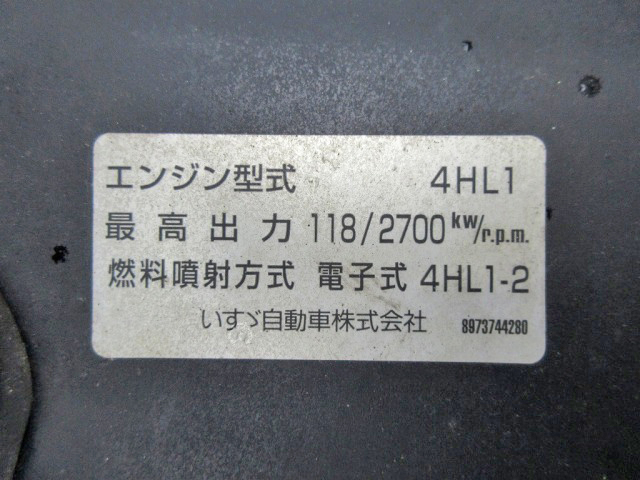 エンジン型式 4HL1
最高出力 118/2700 kw/r.p.m.
燃料噴射方式 電子式 4HL1-2
いすゞ自動車株式会社 8973744280